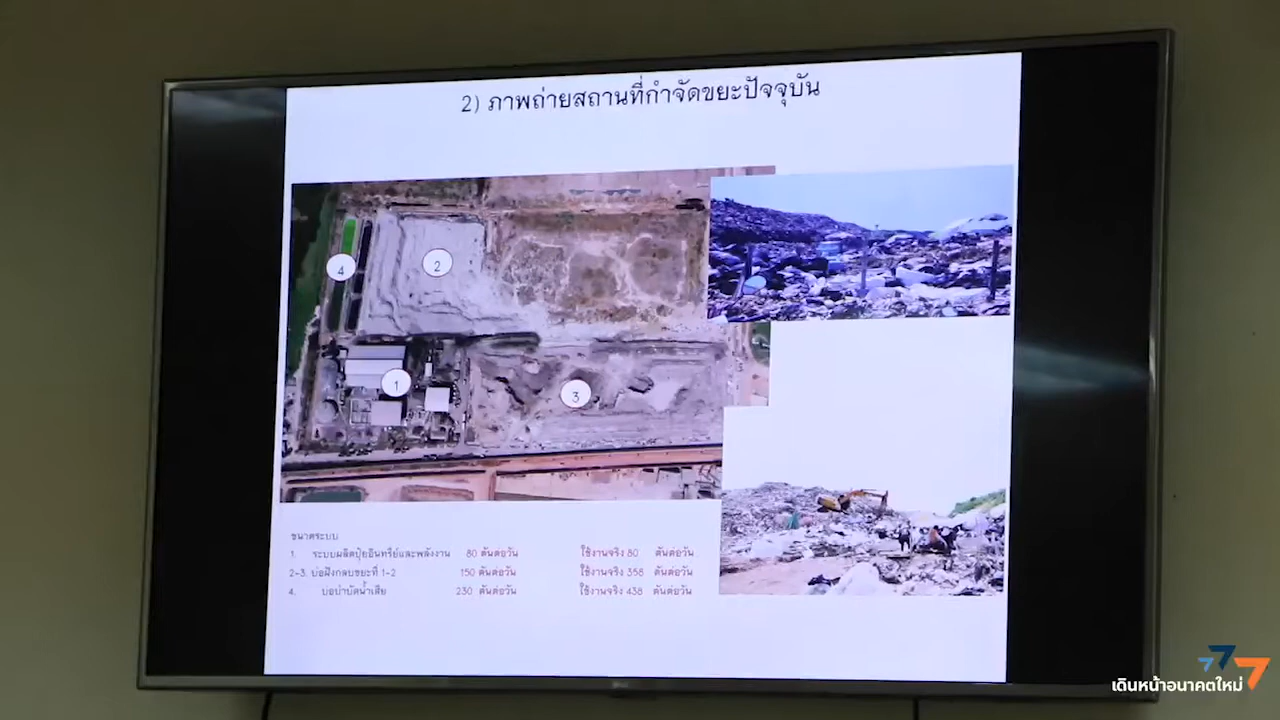 2) ภาพถ่ายสถานที่กำจัดขยะปัจจุบัน
4
2
1
3
ขนาดระบบ
1. ระบบผลิตปุ๋ยอินทรีย์และพลังงาน 80 ตันต่อวัน ใช้งานจริง 80 ตันต่อวัน
2-3. บ่อฝังกลบขยะที่ 1-2 150 ตันต่อวัน ใช้งานจริง 358 ตันต่อวัน
4. บ่อบำบัดน้ำเสีย 230 ตันต่อวัน ใช้งานจริง 438 ตันต่อวัน
เดินหน้าอนาคตใหม่